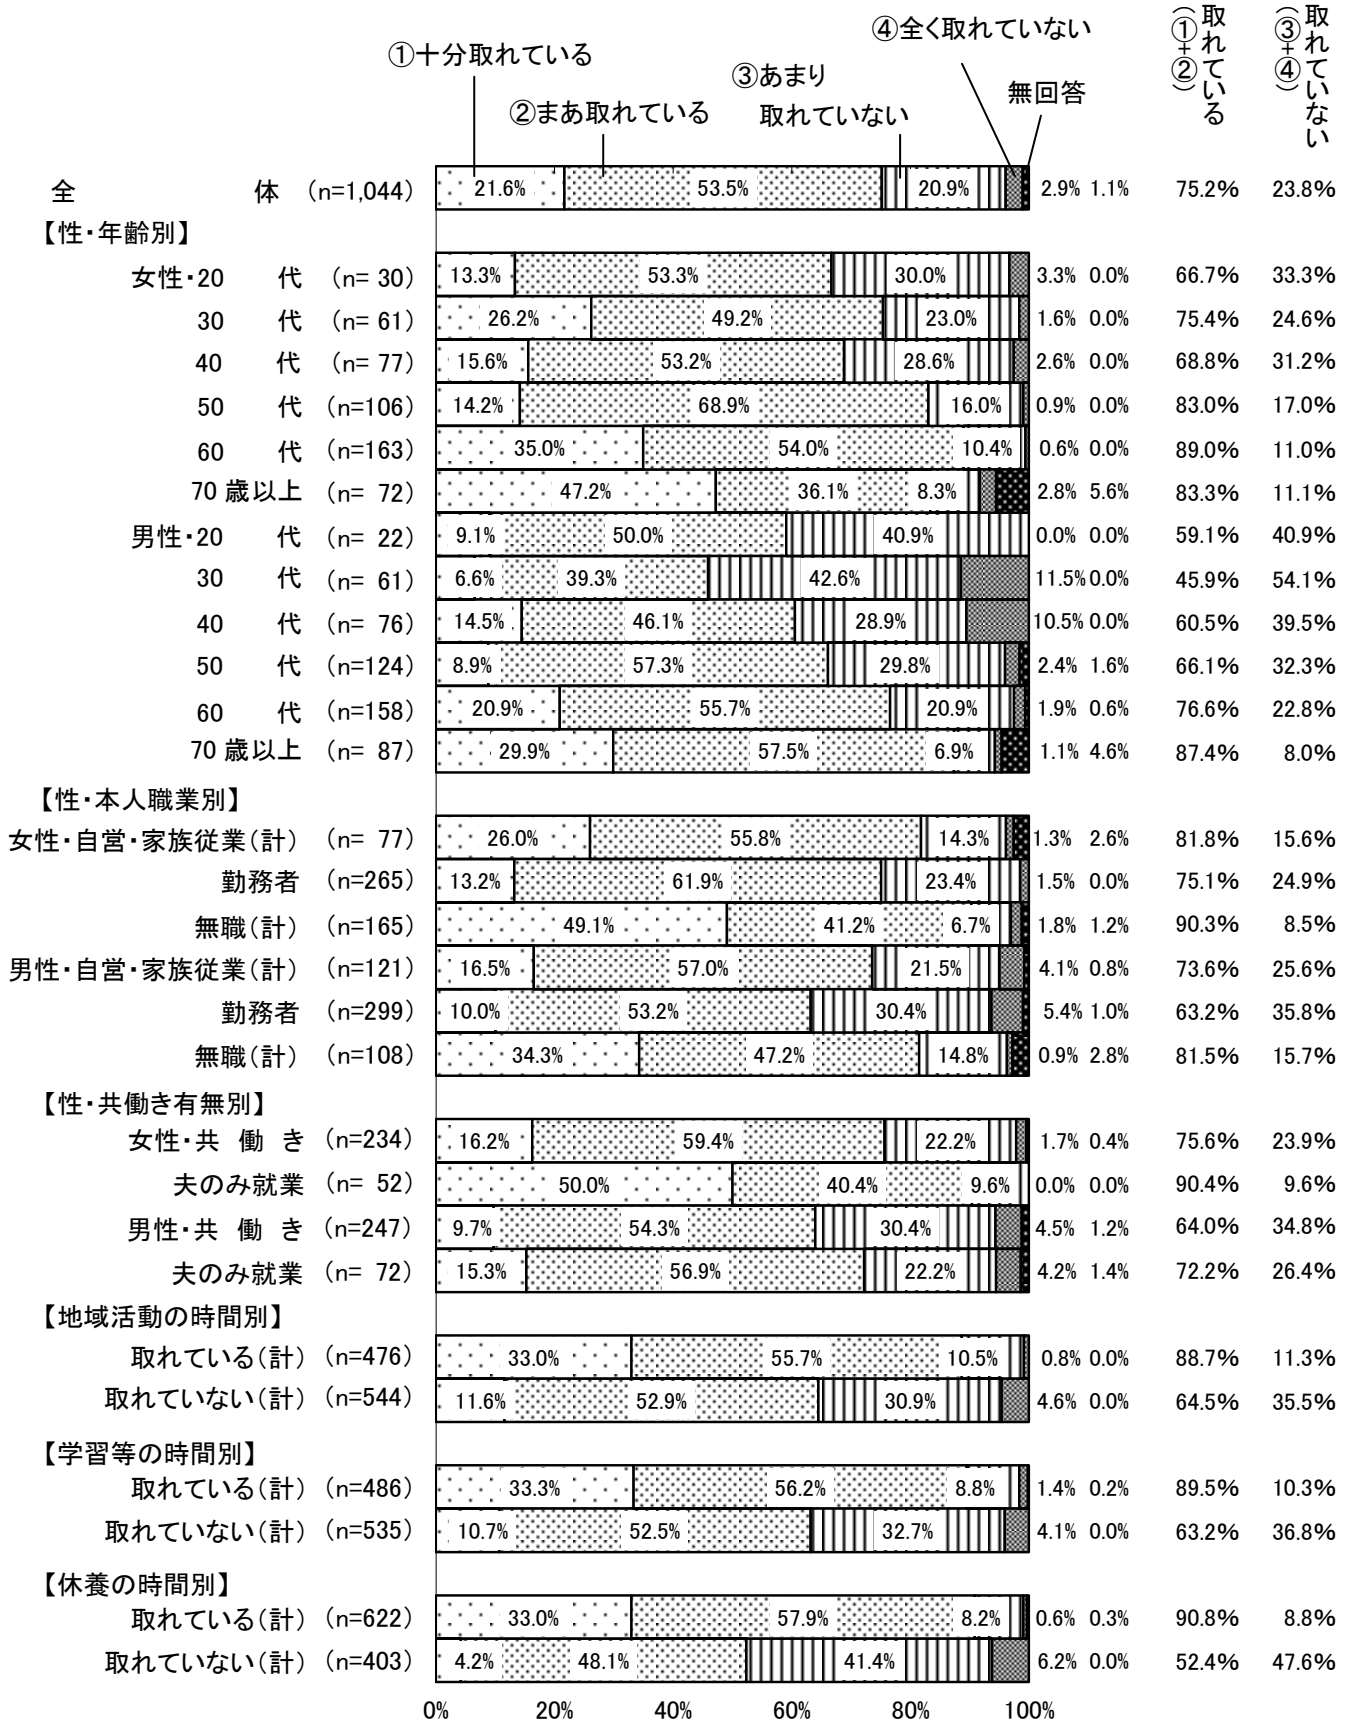 ①十分取れている
②まあ取れている
③あまり
取れていない
④全く取れていない
無回答
取れている
(①+②)
取れていない
(③+④)
全 体 (n=1,044) 21.6% 53.5% 20.9% 2.9% 1.1% 75.2% 23.8%
【性・年齢別】
女性・20 代 (n= 30) 13.3% 53.3% 30.0% 3.3% 0.0% 66.7% 33.3%
30 代 (n= 61) 26.2% 49.2% 23.0% 1.6% 0.0% 75.4% 24.6%
40 代 (n= 77) 15.6% 53.2% 28.6% 2.6% 0.0% 68.8% 31.2%
50 代 (n=106) 14.2% 68.9% 16.0% 0.9% 0.0% 83.0% 17.0%
60 代 (n=163) 35.0% 54.0% 10.4% 0.6% 0.0% 89.0% 11.0%
70 歳以上 (n= 72) 47.2% 36.1% 8.3% 2.8% 5.6% 83.3% 11.1%
男性・20 代 (n= 22) 9.1% 50.0% 40.9% 0.0% 0.0% 59.1% 40.9%
30 代 (n= 61) 6.6% 39.3% 42.6% 11.5% 0.0% 45.9% 54.1%
40 代 (n= 76) 14.5% 46.1% 28.9% 10.5% 0.0% 60.5% 39.5%
50 代 (n=124) 8.9% 57.3% 29.8% 2.4% 1.6% 66.1% 32.3%
60 代 (n=158) 20.9% 55.7% 20.9% 1.9% 0.6% 76.6% 22.8%
70 歳以上 (n= 87) 29.9% 57.5% 6.9% 1.1% 4.6% 87.4% 8.0%
【性・本人職業別】
女性・自営・家族従業(計) (n= 77) 26.0% 55.8% 14.3% 1.3% 2.6% 81.8% 15.6%
勤務者 (n=265) 13.2% 61.9% 23.4% 1.5% 0.0% 75.1% 24.9%
無職(計) (n=165) 49.1% 41.2% 6.7% 1.8% 1.2% 90.3% 8.5%
男性・自営・家族従業(計) (n=121) 16.5% 57.0% 21.5% 4.1% 0.8% 73.6% 25.6%
勤務者 (n=299) 10.0% 53.2% 30.4% 5.4% 1.0% 63.2% 35.8%
無職(計) (n=108) 34.3% 47.2% 14.8% 0.9% 2.8% 81.5% 15.7%
【性・共働き有無別】
女性・共 働 き (n=234) 16.2% 59.4% 22.2% 1.7% 0.4% 75.6% 23.9%
夫のみ就業 (n= 52) 50.0% 40.4% 9.6% 0.0% 0.0% 90.4% 9.6%
男性・共 働 き (n=247) 9.7% 54.3% 30.4% 4.5% 1.2% 64.0% 34.8%
夫のみ就業 (n= 72) 15.3% 56.9% 22.2% 4.2% 1.4% 72.2% 26.4%
【地域活動の時間別】
取れている(計) (n=476) 33.0% 55.7% 10.5% 0.8% 0.0% 88.7% 11.3%
取れていない(計) (n=544) 11.6% 52.9% 30.9% 4.6% 0.0% 64.5% 35.5%
【学習等の時間別】
取れている(計) (n=486) 33.3% 56.2% 8.8% 1.4% 0.2% 89.5% 10.3%
取れていない(計) (n=535) 10.7% 52.5% 32.7% 4.1% 0.0% 63.2% 36.8%
【休養の時間別】
取れている(計) (n=622) 33.0% 57.9% 8.2% 0.6% 0.3% 90.8% 8.8%
取れていない(計) (n=403) 4.2% 48.1% 41.4% 6.2% 0.0% 52.4% 47.6%
0% 20% 40% 60% 80% 100%